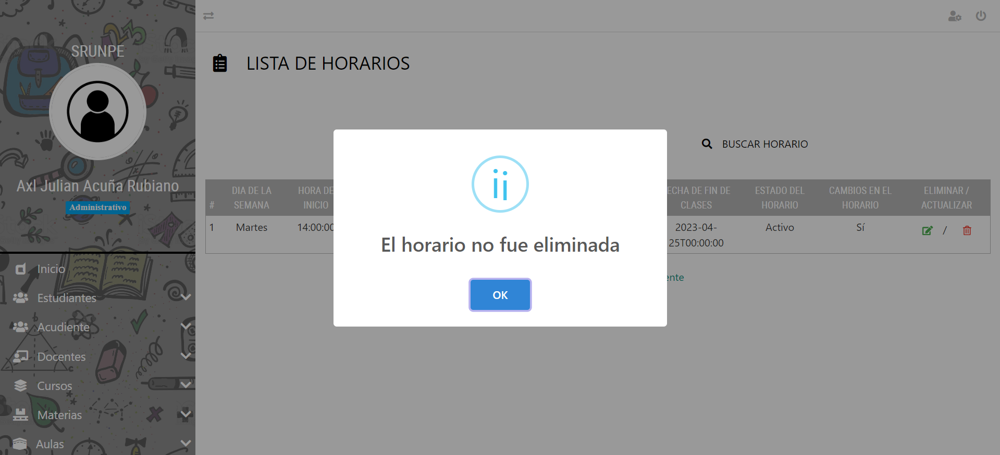 SRUNPE
Axl Julian Acuña Rubiano
Administrativo
Inicio
Estudiantes
Acudiente
Docentes
Cursos
Materias
Aulas
LISTA DE HORARIOS
BUSCAR HORARIO
#
DIA DE LA
SEMANA
HORA DE
INICIO
ECHA DE FIN DE
CLASES
ESTADO DEL
HORARIO
CAMBIOS EN EL
HORARIO
ELIMINAR /
ACTUALIZAR
1
Martes
14:00:00
2023-04-
25T00:00:00
Activo
Sí
/
ente
¡¡
El horario no fue eliminada
OK